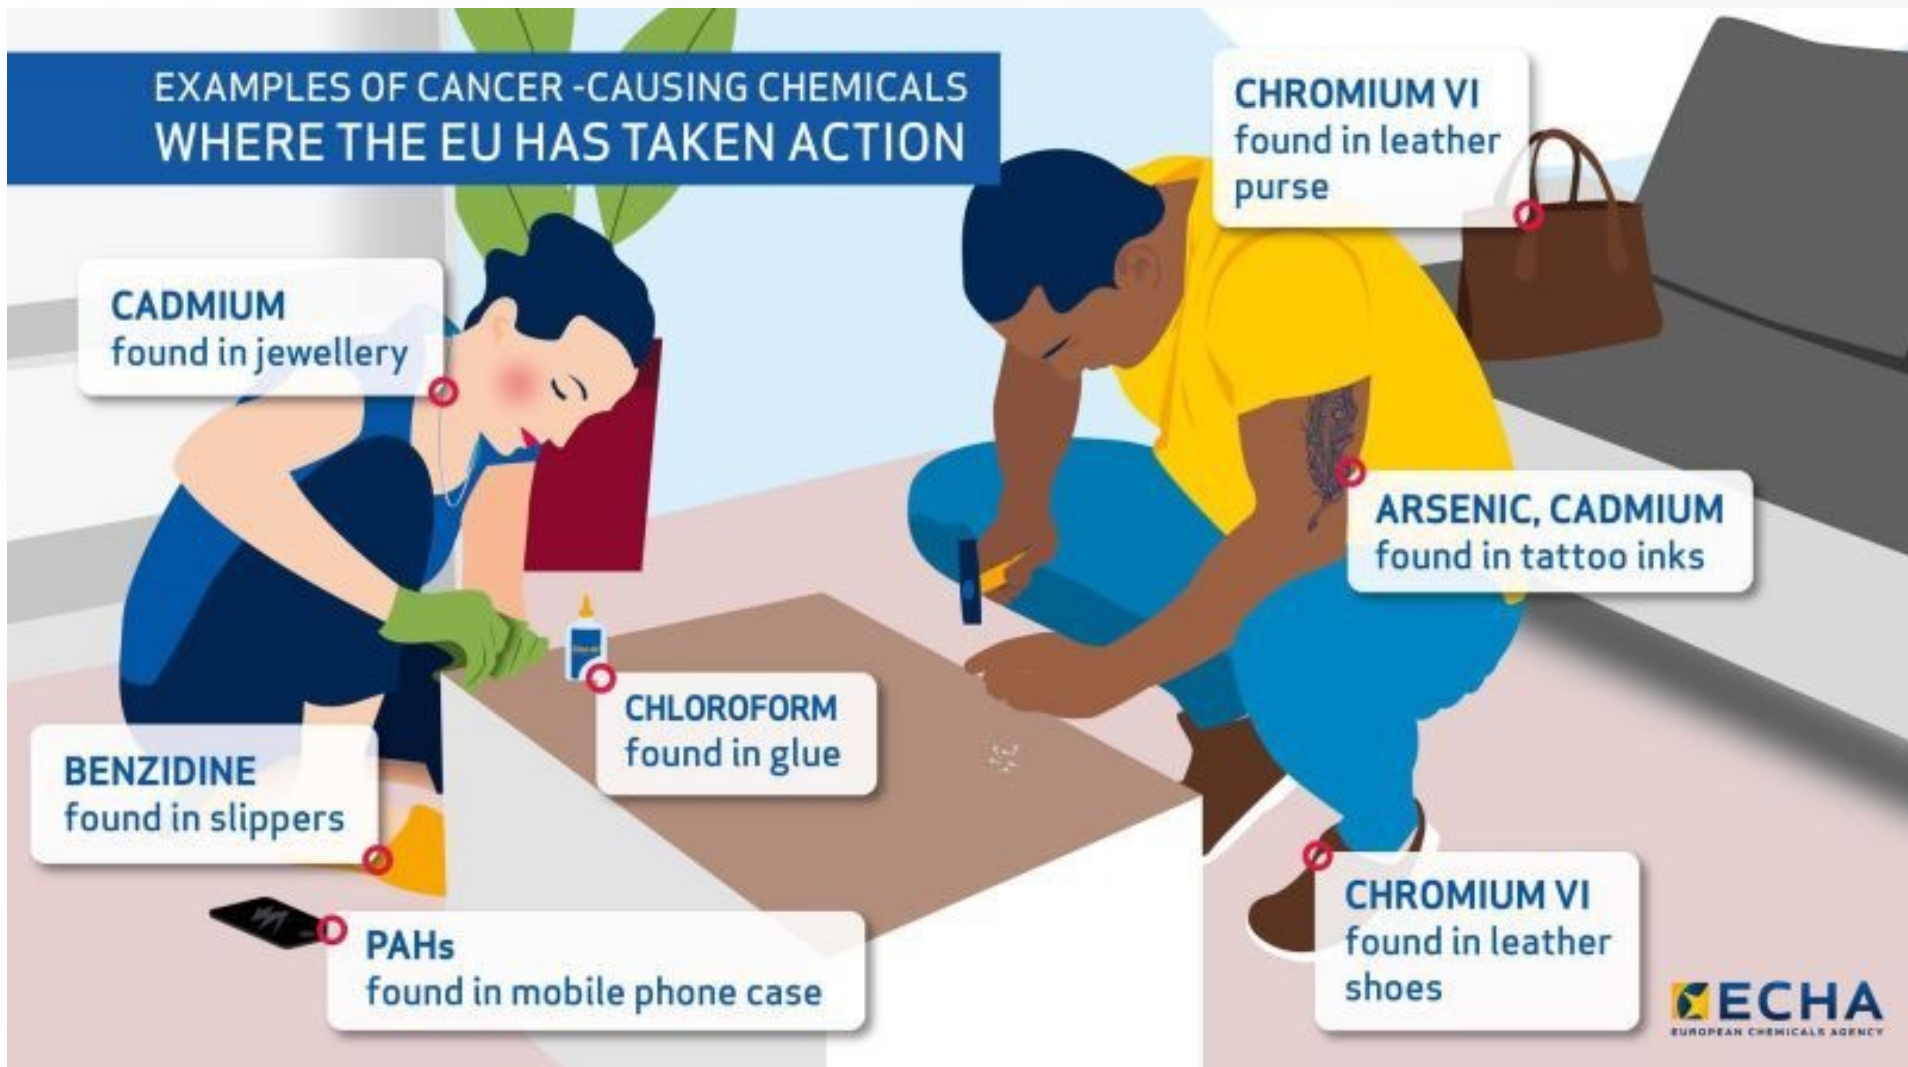 EXAMPLES OF CANCER -CAUSING CHEMICALS
WHERE THE EU HAS TAKEN ACTION
CHROMIUM VI
found in leather
purse
CADMIUM
found in jewellery
ARSENIC, CADMIUM
found in tattoo inks
CHLOROFORM
found in glue
BENZIDINE
found in slippers
PAHs
found in mobile phone case
CHROMIUM VI
found in leather
shoes
ECHA
EUROPEAN CHEMICALS AGENCY